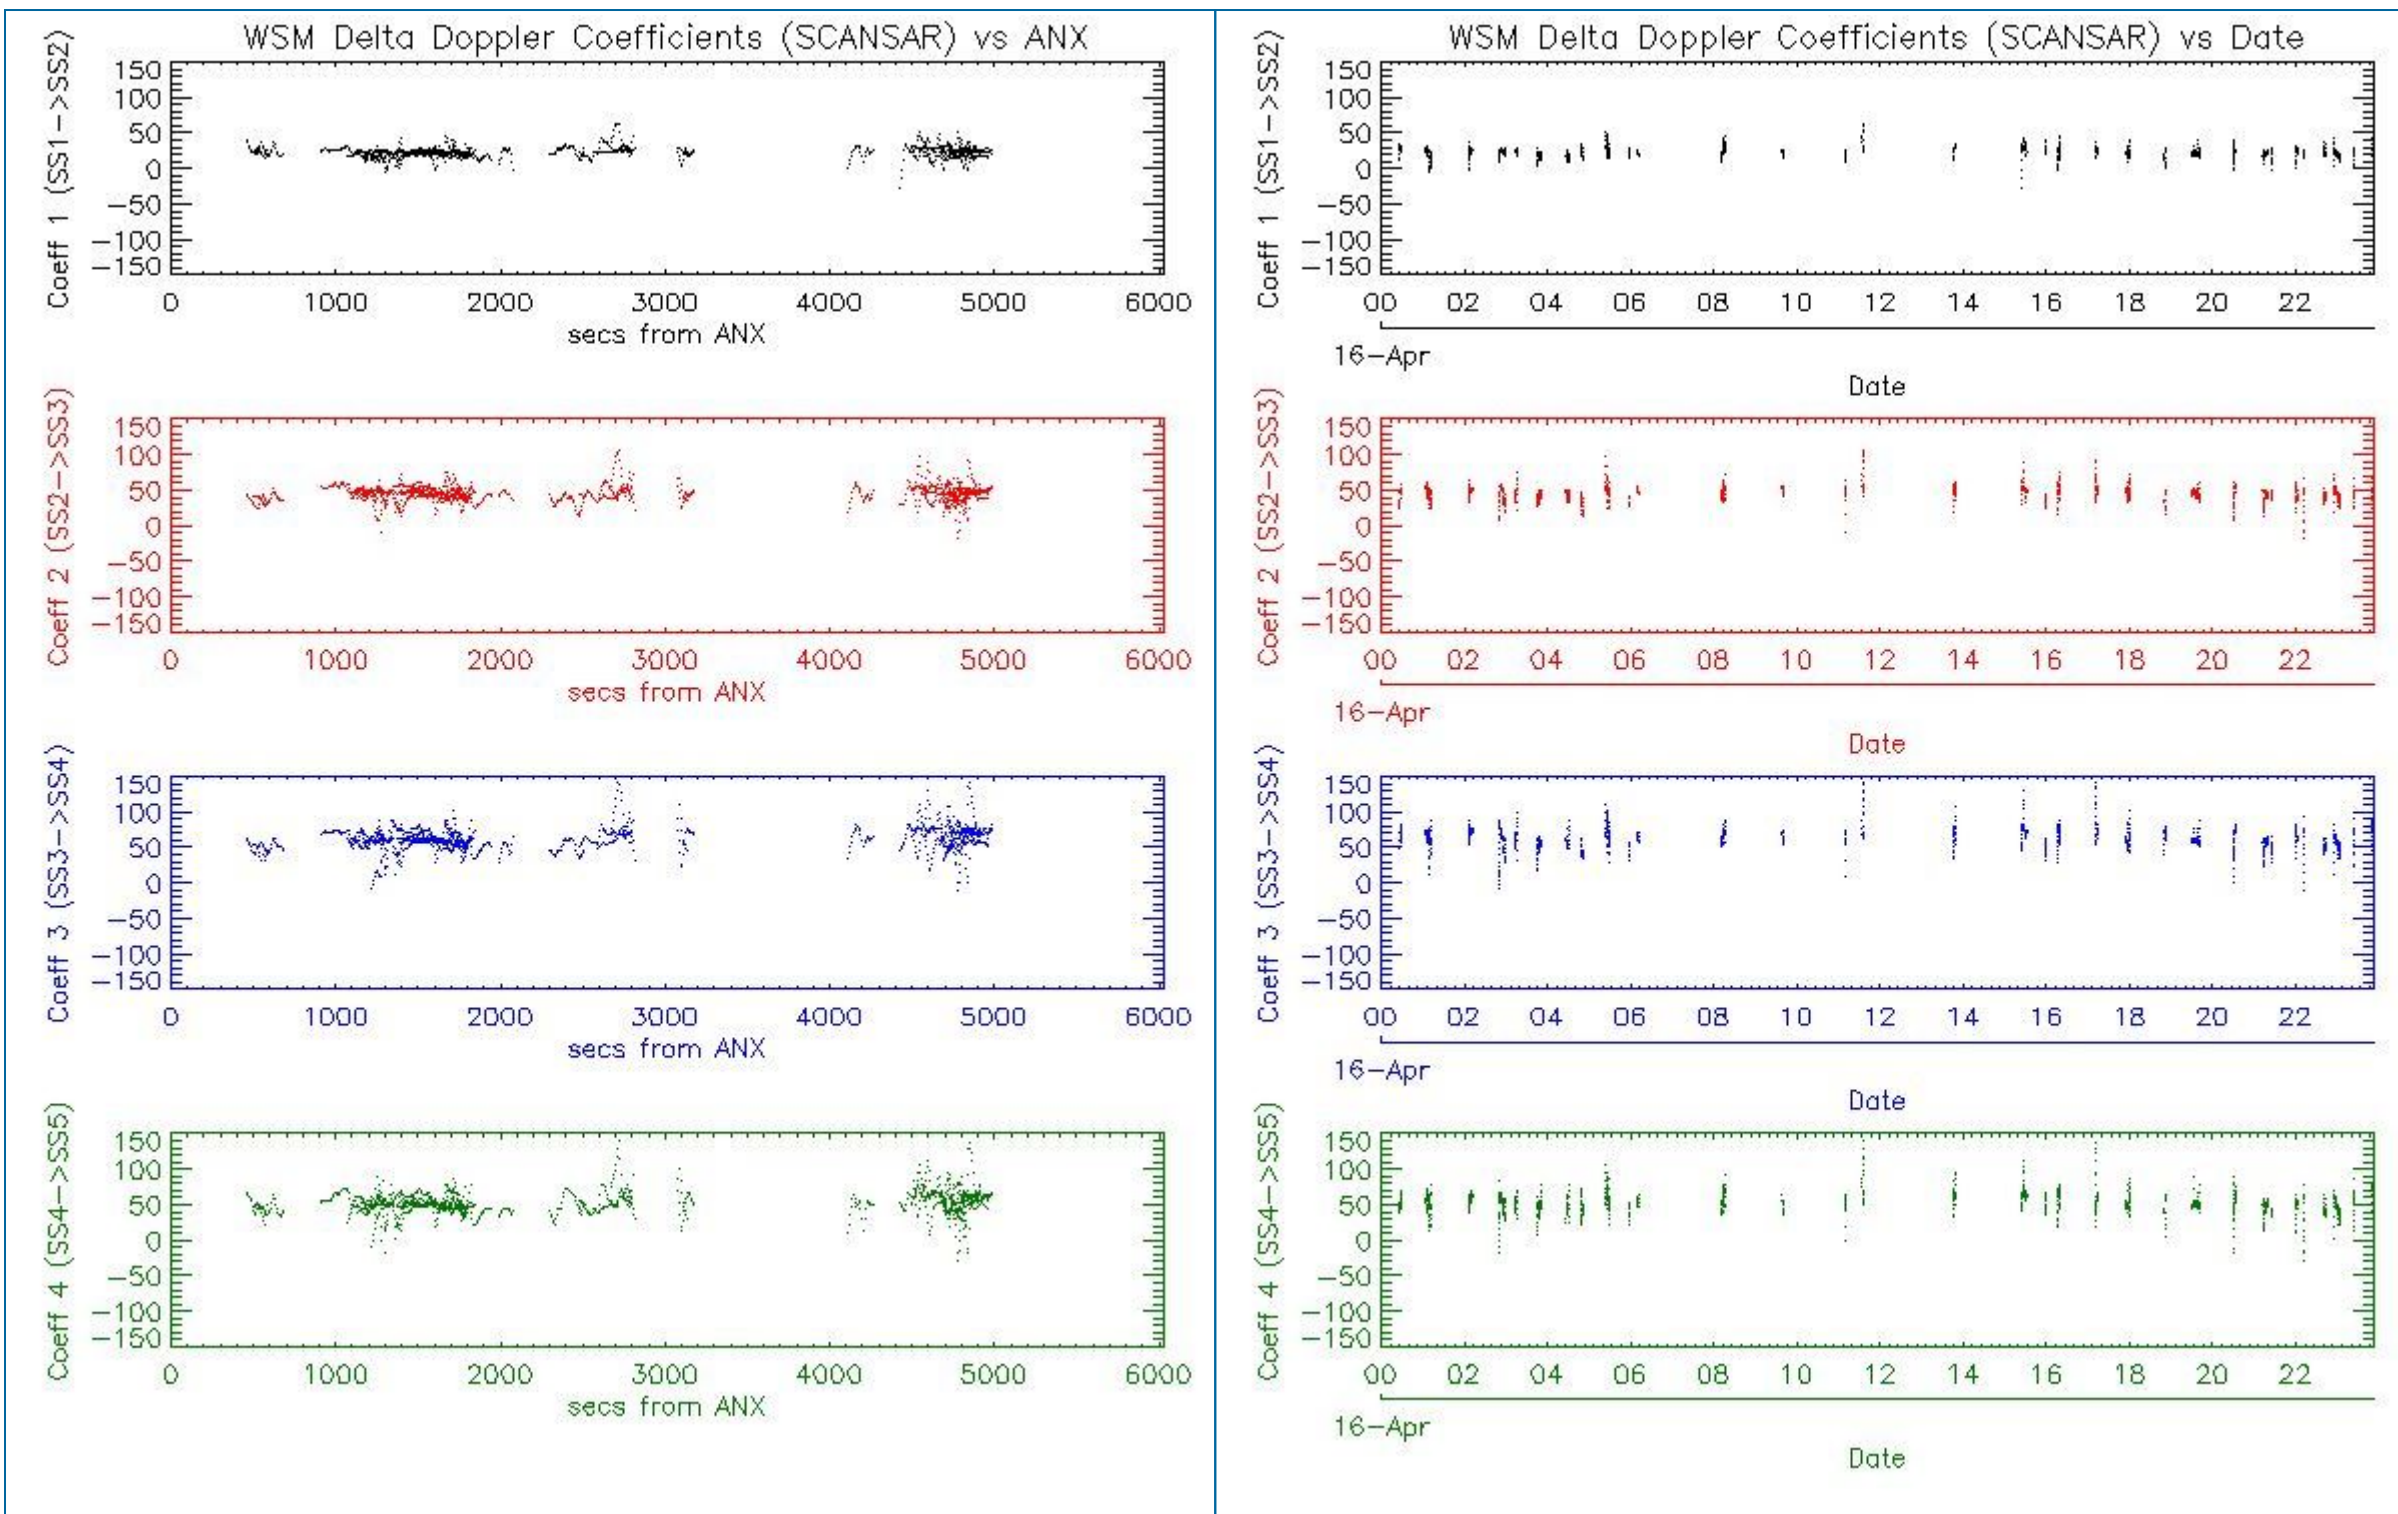 WSM Delta Doppler Coefficients (SCANSAR) vs ANX
Coeff 1 (SS1->SS2)
150
100
50
0
-50
-100
-150
0 1000 2000 3000 4000 5000 6000
secs from ANX
Coeff 2 (SS2->SS3)
150
100
50
0
-50
-100
-150
0 1000 2000 3000 4000 5000 6000
secs from ANX
Coeff 3 (SS3->SS4)
150
100
50
0
-50
-100
-150
0 1000 2000 3000 4000 5000 6000
secs from ANX
Coeff 4 (SS4->SS5)
150
100
50
0
-50
-100
-150
0 1000 2000 3000 4000 5000 6000
secs from ANX
WSM Delta Doppler Coefficients (SCANSAR) vs Date
Coeff 1 (SS1->SS2)
150
100
50
0
-50
-100
-150
00 02 04 06 08 10 12 14 16 18 20 22
16-Apr
Date
Coeff 2 (SS2->SS3)
150
100
50
0
-50
-100
-150
00 02 04 06 08 10 12 14 16 18 20 22
16-Apr
Date
Coeff 3 (SS3->SS4)
150
100
50
0
-50
-100
-150
00 02 04 06 08 10 12 14 16 18 20 22
16-Apr
Date
Coeff 4 (SS4->SS5)
150
100
50
0
-50
-100
-150
00 02 04 06 08 10 12 14 16 18 20 22
16-Apr
Date